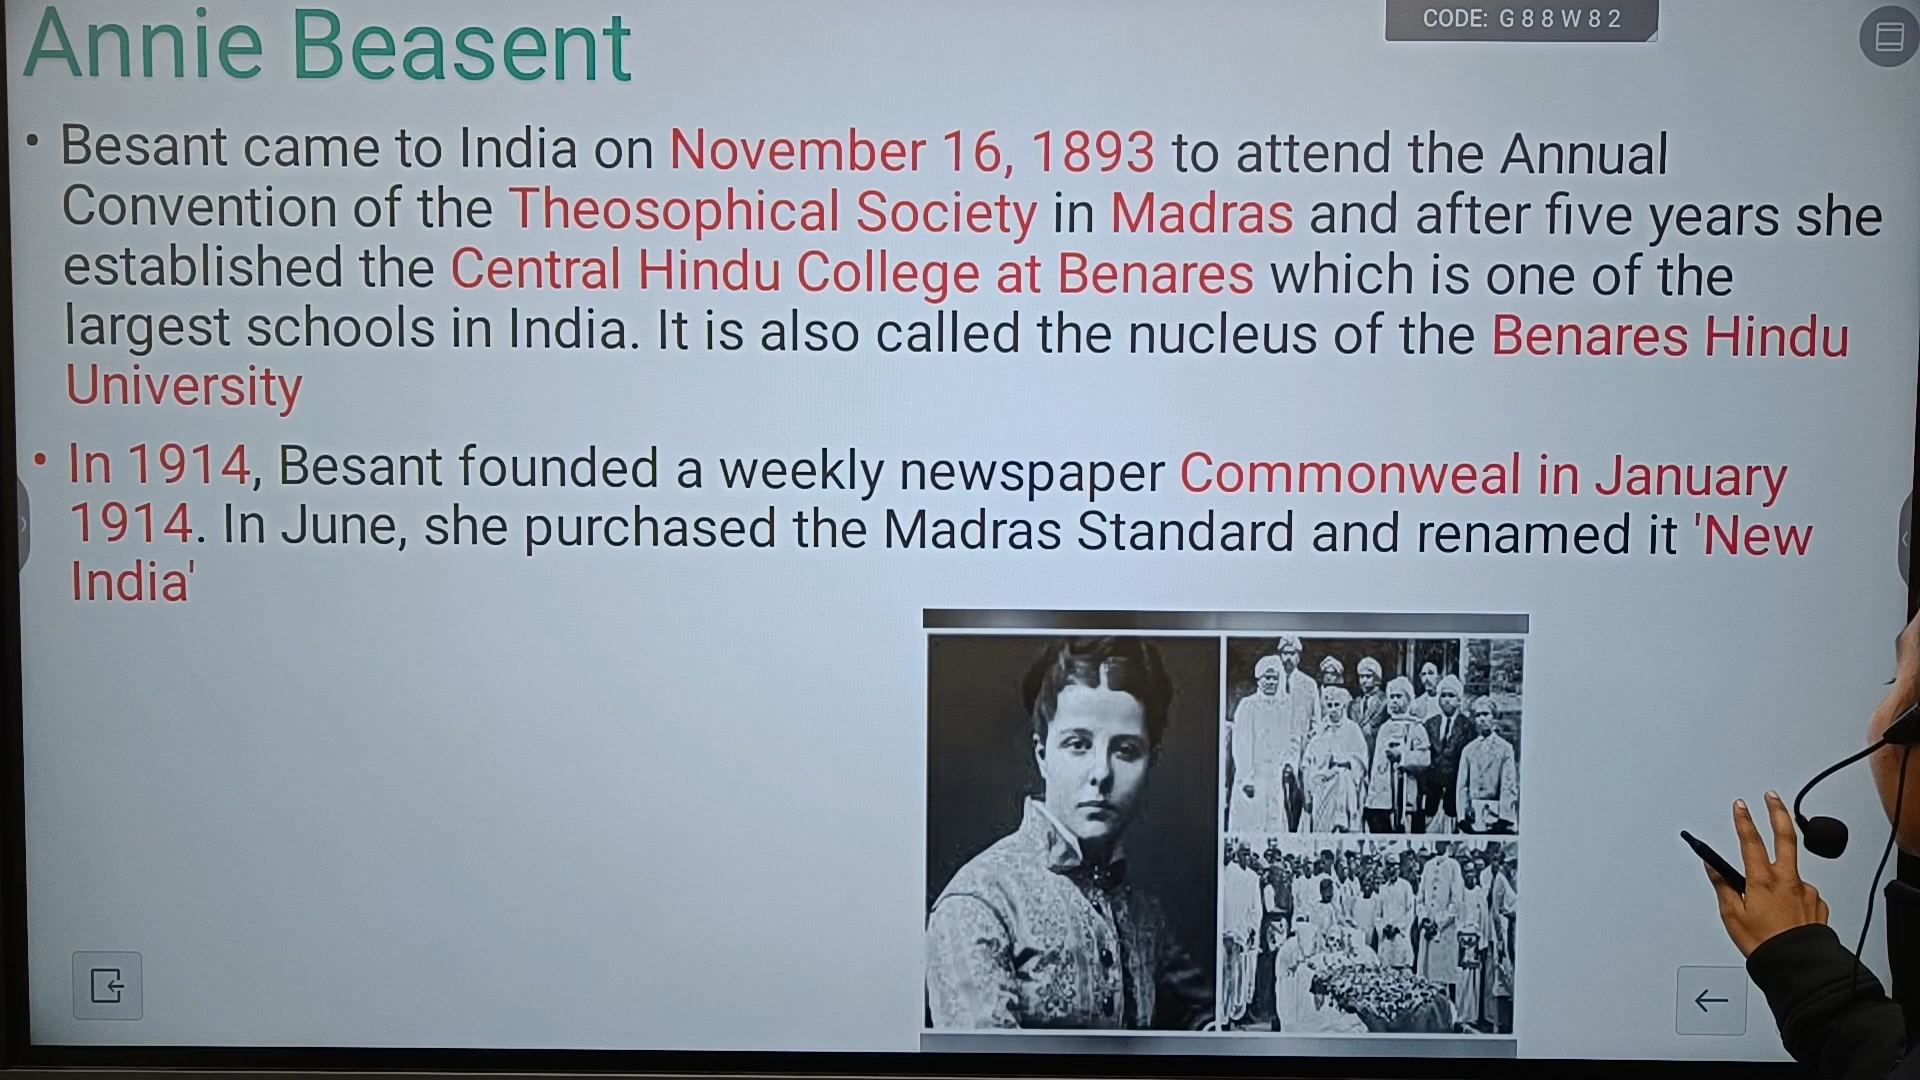 Annie Beasent
CODE: G88W82
• Besant came to India on November 16, 1893 to attend the Annual
Convention of the Theosophical Society in Madras and after five years she
established the Central Hindu College at Benares which is one of the
largest schools in India. It is also called the nucleus of the Benares Hindu
University
• In 1914, Besant founded a weekly newspaper Commonweal in January
1914. In June, she purchased the Madras Standard and renamed it 'New
India'